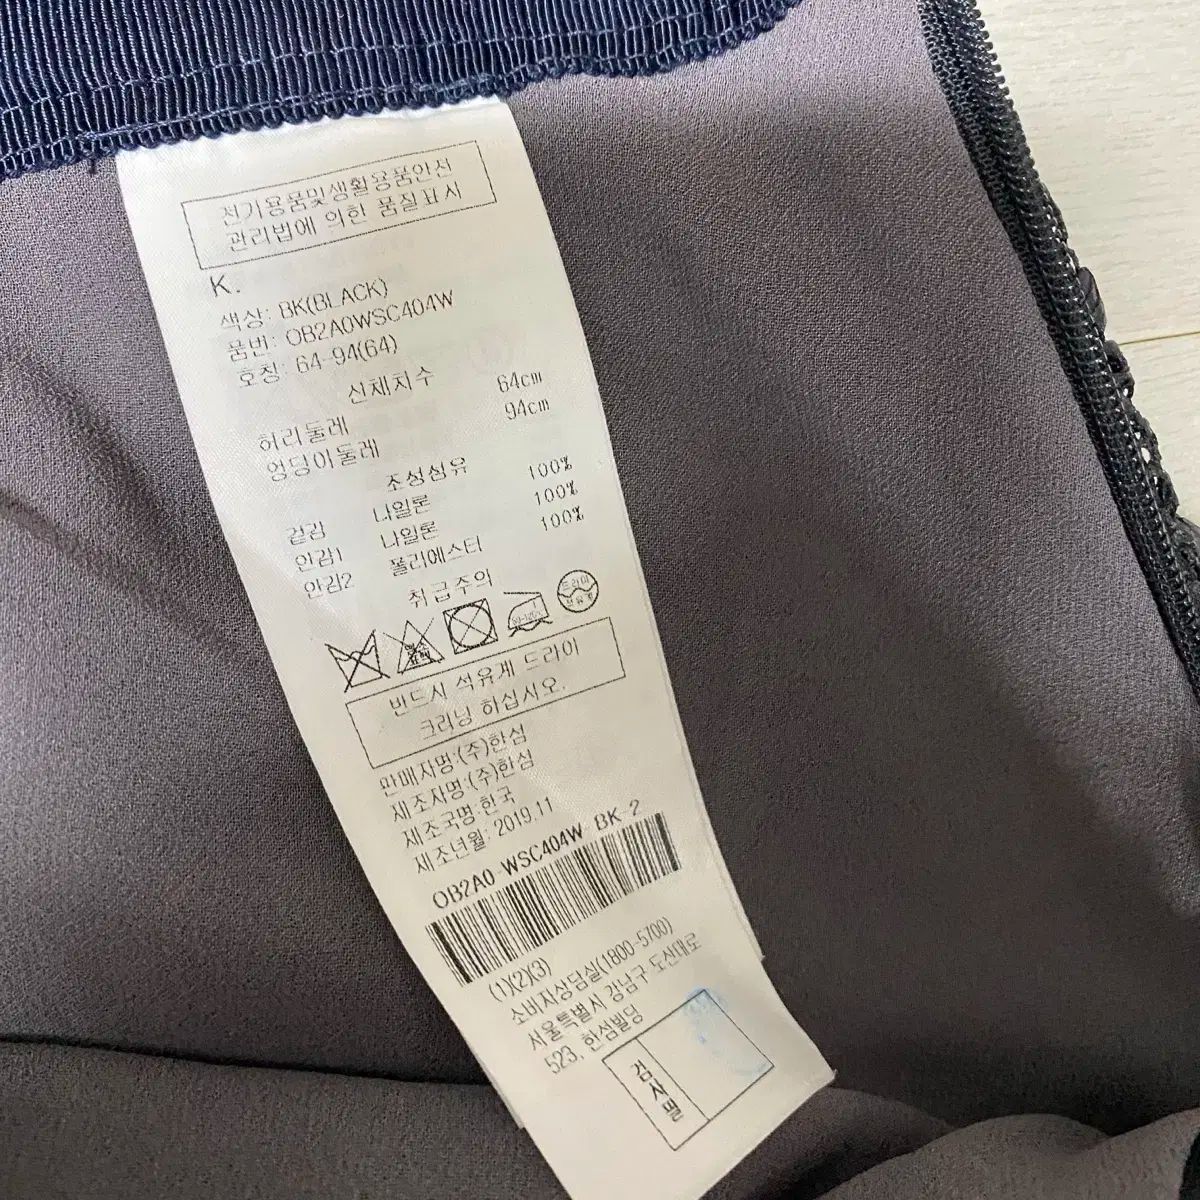 전기용품및생활용품안전
관리법에 의한 품질표시
K.
색상: BK(BLACK)
품번: OB2A0WSC404W
호칭: 64-94(64)
신체치수
허리둘레 64cm
엉덩이둘레 94cm
조성섬유
겉감 나일론 100%
안감1 나일론 100%
안감2 폴리에스터 100%
취급주의
드라이
석유계
반드시 석유계 드라이
크리닝 하십시오.
판매자명:(주)한섬
제조자명:(주)한섬
제조국명:한국
제조년월: 2019.11
OB2A0-WSC404W-BK-2
(1)(2)(3)
소비자상담실(1800-5700)
서울특별시 강남구 도산대로
523, 한섬빌딩
검사필